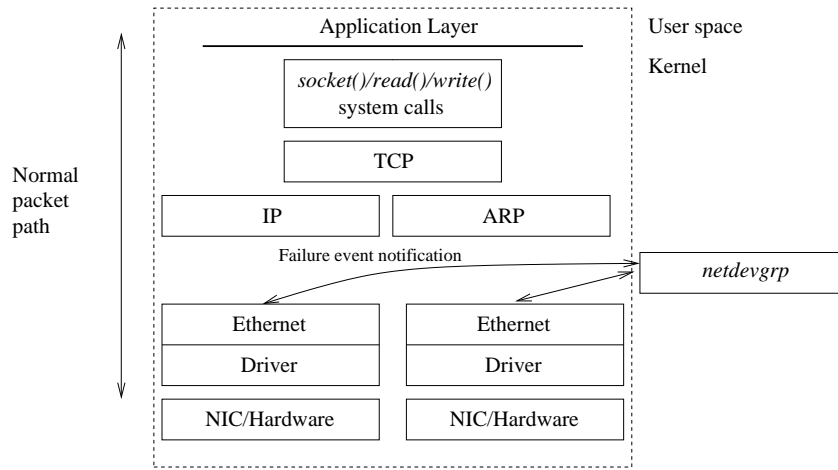 Application Layer
User space
Kernel
socket()/read()/write()
system calls
TCP
Normal
packet
path
IP
ARP
Failure event notification
netdevgrp
Ethernet
Ethernet
Driver
Driver
NIC/Hardware
NIC/Hardware